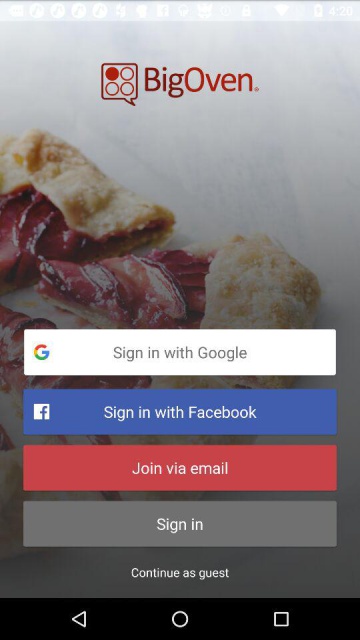 4:20
BigOven
Sign in with Google
Sign in with Facebook
Join via email
Sign in
Continue as guest